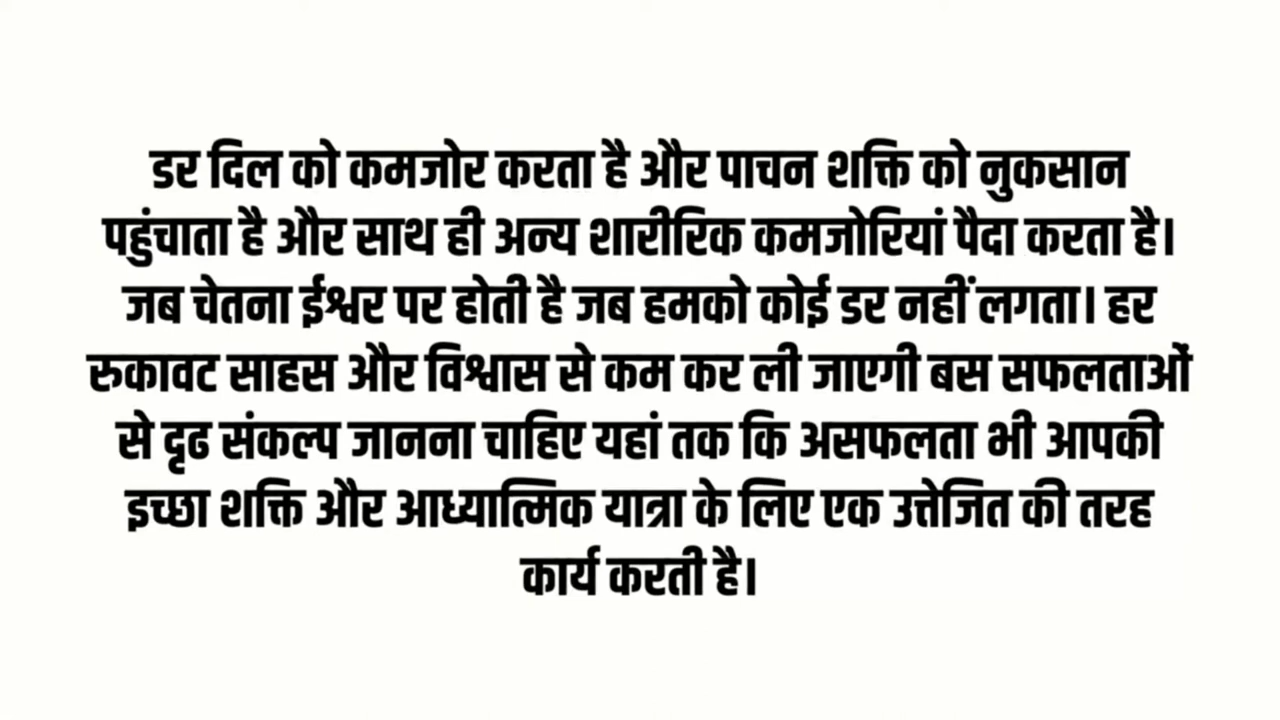 डर दिल को कमजोर करता है और पाचन शक्ति को नुकसान
पहुंचाता है और साथ ही अन्य शारीरिक कमजोरियां पैदा करता है।
जब चेतना ईश्वर पर होती है जब हमको कोई डर नहीं लगता। हर
रुकावट साहस और विश्वास से कम कर ली जाएगी बस सफलताओं
से दृढ संकल्प जानना चाहिए यहां तक कि असफलता भी आपकी
इच्छा शक्ति और आध्यात्मिक यात्रा के लिए एक उत्तेजित की तरह
कार्य करती है।